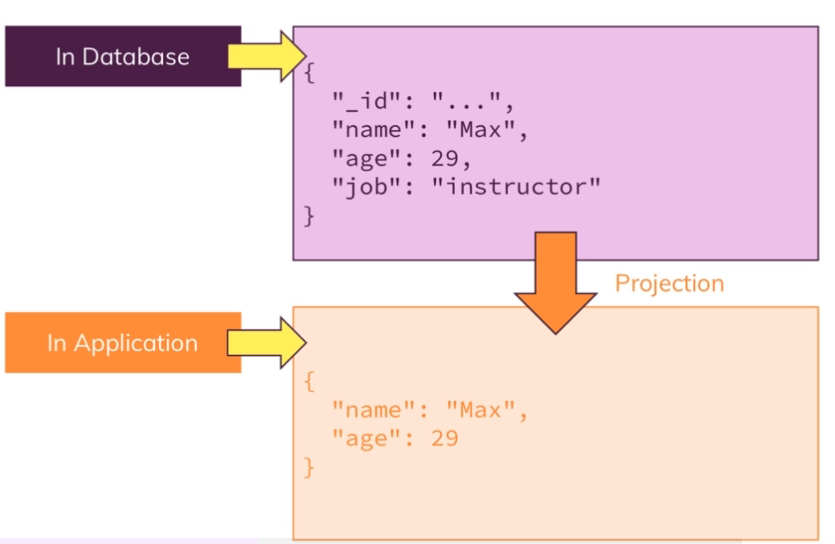 In Database
{
"_id": "...",
"name": "Max",
"age": 29,
"job": "instructor"
}
Projection
In Application
{
"name": "Max",
"age": 29
}